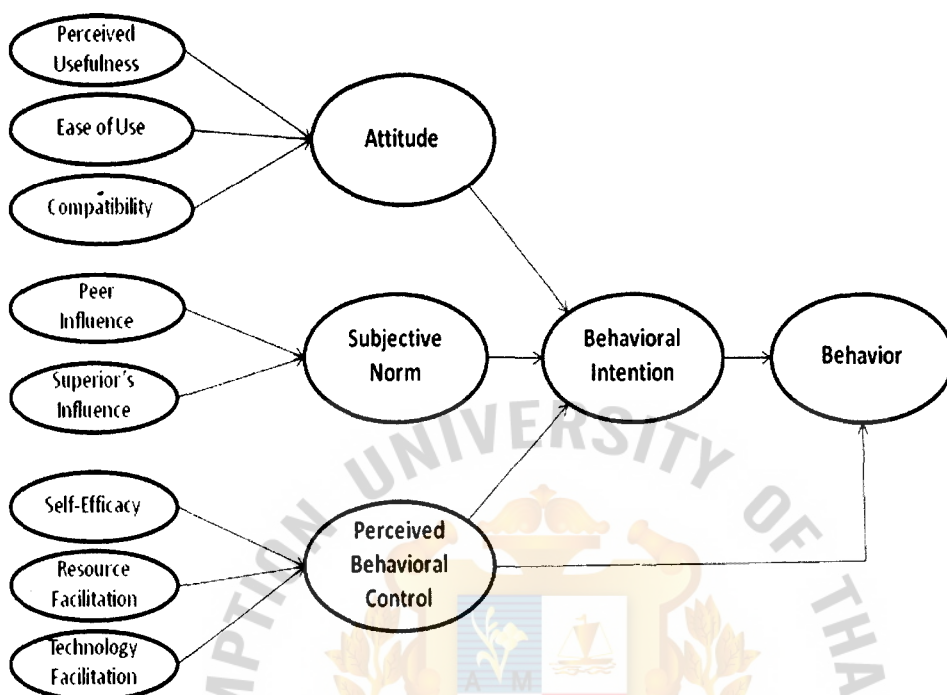 Perceived
Usefulness
Ease of Use
Compatibility
Attitude
Peer
Influence
Superior's
Influence
Subjective
Norm
Behavioral
Intention
Behavior
Self-Efficacy
Resource
Facilitation
Technology
Facilitation
Perceived
Behavioral
Control
UNIVERSITY OF
A M